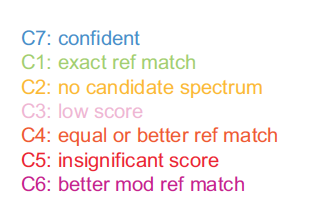 C7: confident
C1: exact ref match
C2: no candidate spectrum
C3: low score
C4: equal or better ref match
C5: insignificant score
C6: better mod ref match